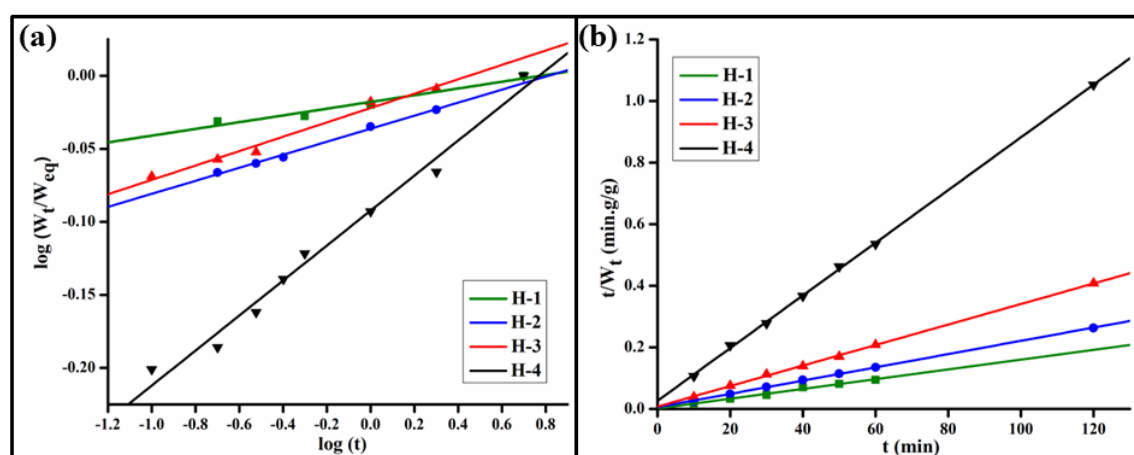 (a)
0.00
-0.05
-0.10
-0.15
-0.20
log (Wt/Weq)
H-1
H-2
H-3
H-4
-1.2 -1.0 -0.8 -0.6 -0.4 -0.2 0.0 0.2 0.4 0.6 0.8
log (t)
(b)
1.2
1.0
0.8
0.6
0.4
0.2
0.0
t/Wt (min.g/g)
H-1
H-2
H-3
H-4
0 20 40 60 80 100 120
t (min)